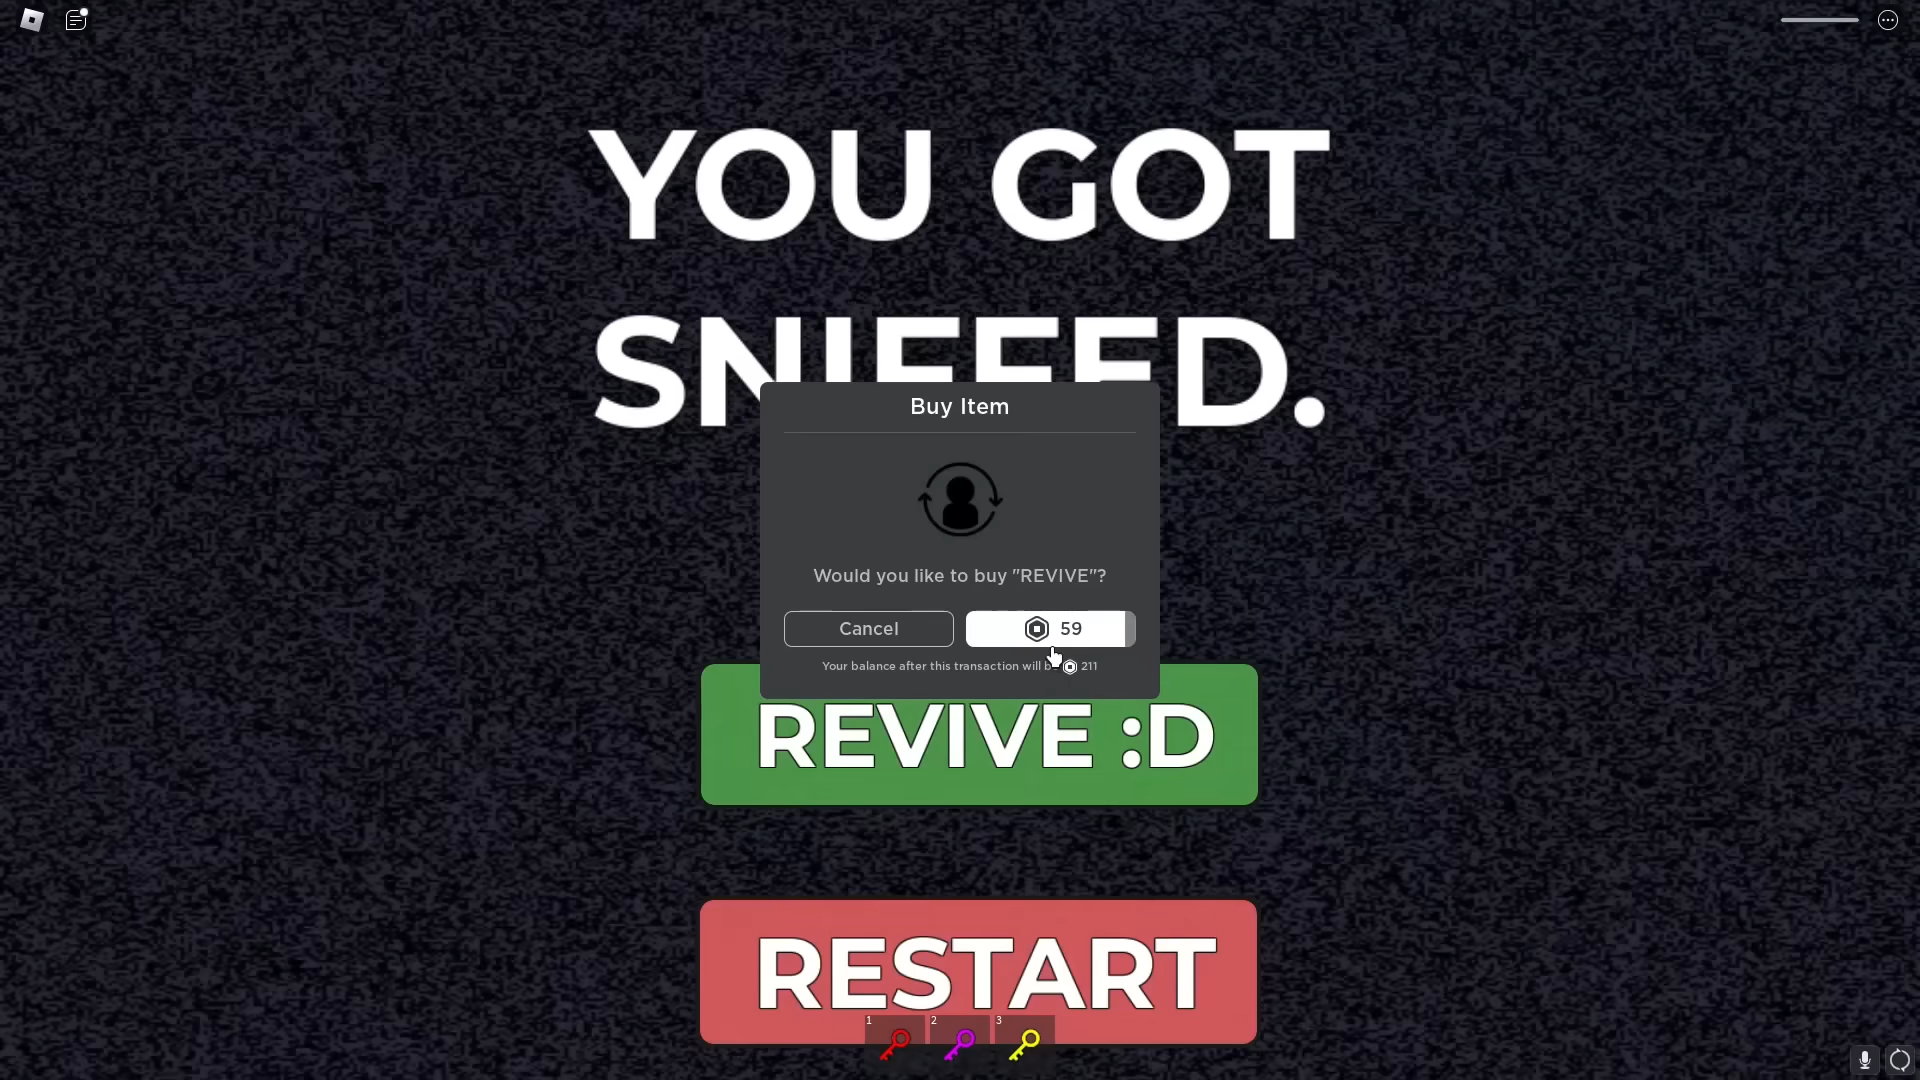 YOU GOT
SNIFFED.
Buy Item
Would you like to buy "REVIVE"?
Cancel
59
Your balance after this transaction will 211
REVIVE :D
RESTART
1
2
3